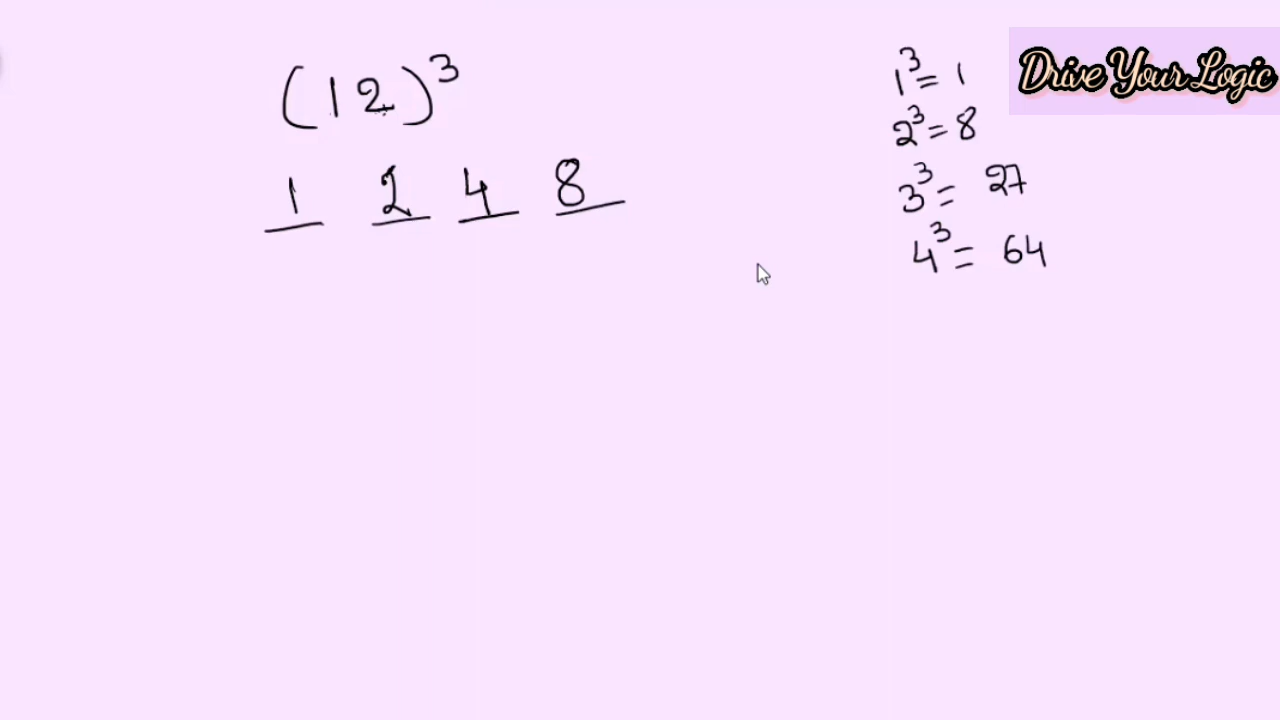 (12)³
1 2 4 8
1³ = 1
2³ = 8
3³ = 27
4³ = 64
Drive Your Logic